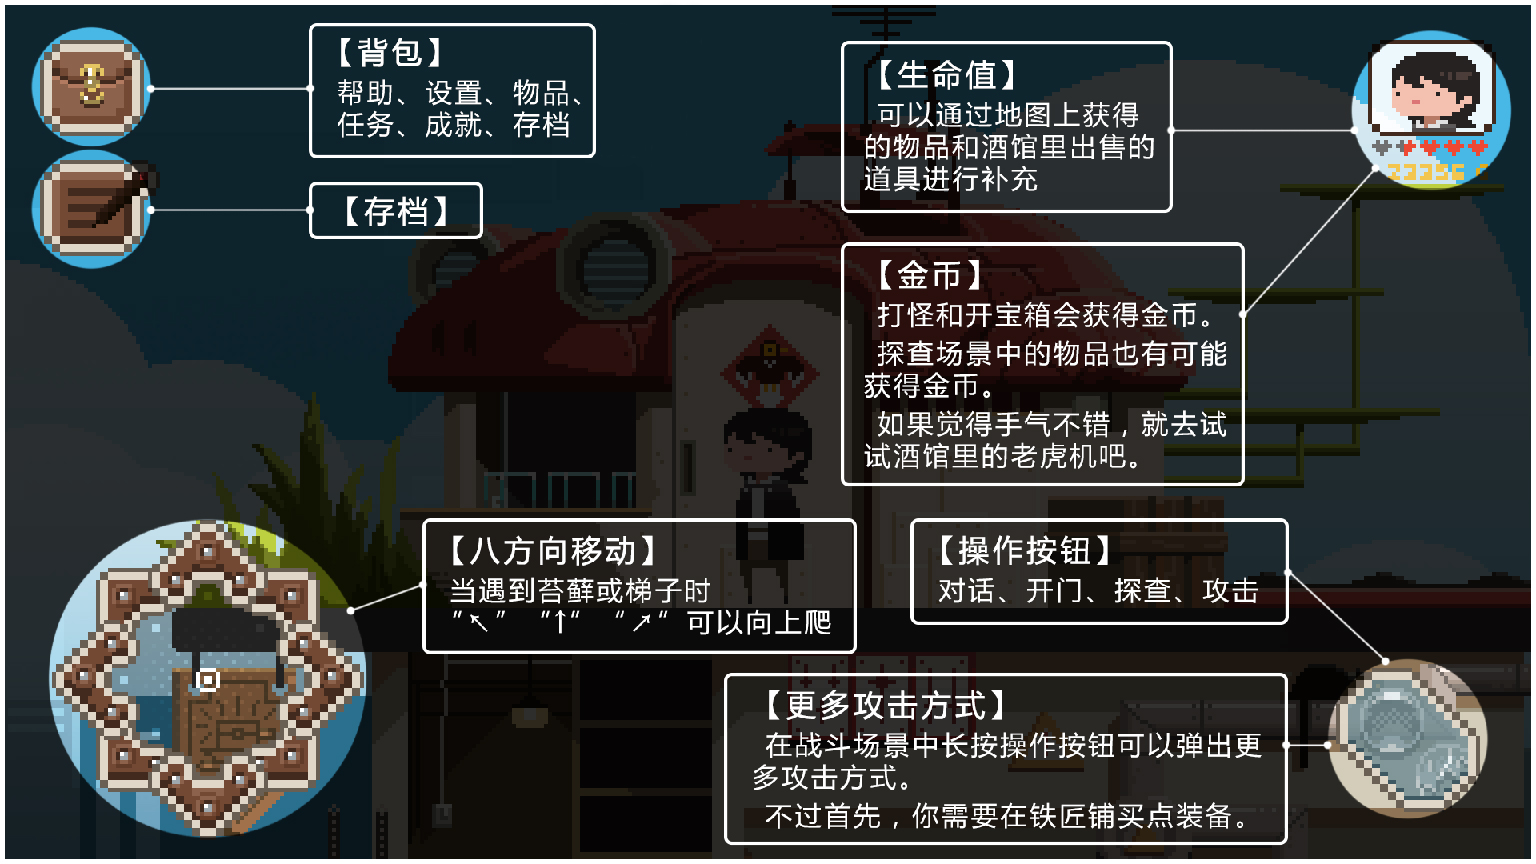 【背包】
帮助、设置、物品、
任务、成就、存档
【存档】
【生命值】
可以通过地图上获得
的物品和酒馆里出售的
道具进行补充
【金币】
打怪和开宝箱会获得金币。
探查场景中的物品也有可能
获得金币。
如果觉得手气不错，就去试
试酒馆里的老虎机吧。
【八方向移动】
当遇到苔藓或梯子时
"↖" "↑" "↗" 可以向上爬
【操作按钮】
对话、开门、探查、攻击
【更多攻击方式】
在战斗场景中长按操作按钮可以弹出更
多攻击方式。
不过首先，你需要在铁匠铺买点装备。